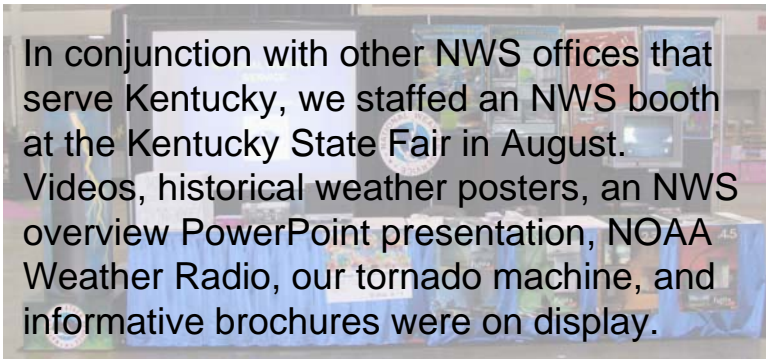 In conjunction with other NWS offices that
serve Kentucky, we staffed an NWS booth
at the Kentucky State Fair in August.
Videos, historical weather posters, an NWS
overview PowerPoint presentation, NOAA
Weather Radio, our tornado machine, and
informative brochures were on display.